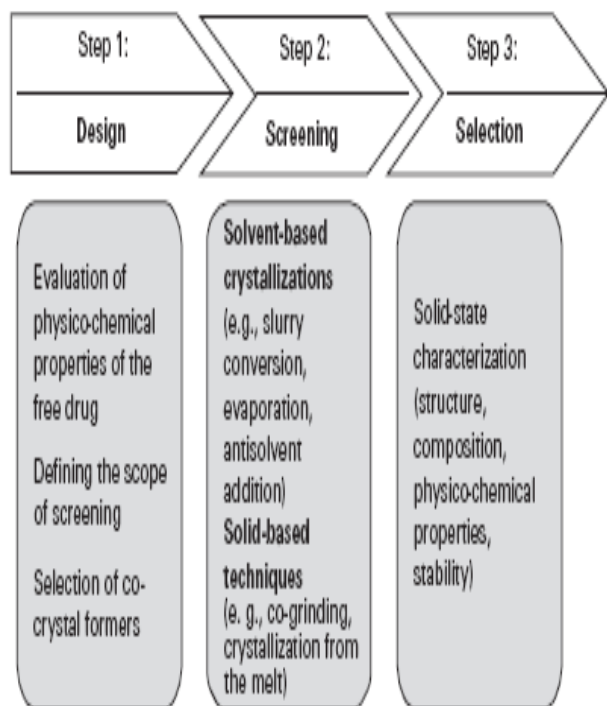 Step 1:
Design
Step 2:
Screening
Step 3:
Selection
Evaluation of
physico-chemical
properties of the
free drug
Defining the scope
of screening
Selection of co-
crystal formers
Solvent-based
crystallizations
(e.g., slurry
conversion,
evaporation,
antisolvent
addition)
Solid-based
techniques
(e. g., co-grinding,
crystallization from
the melt)
Solid-state
characterization
(structure,
composition,
physico-chemical
properties,
stability)